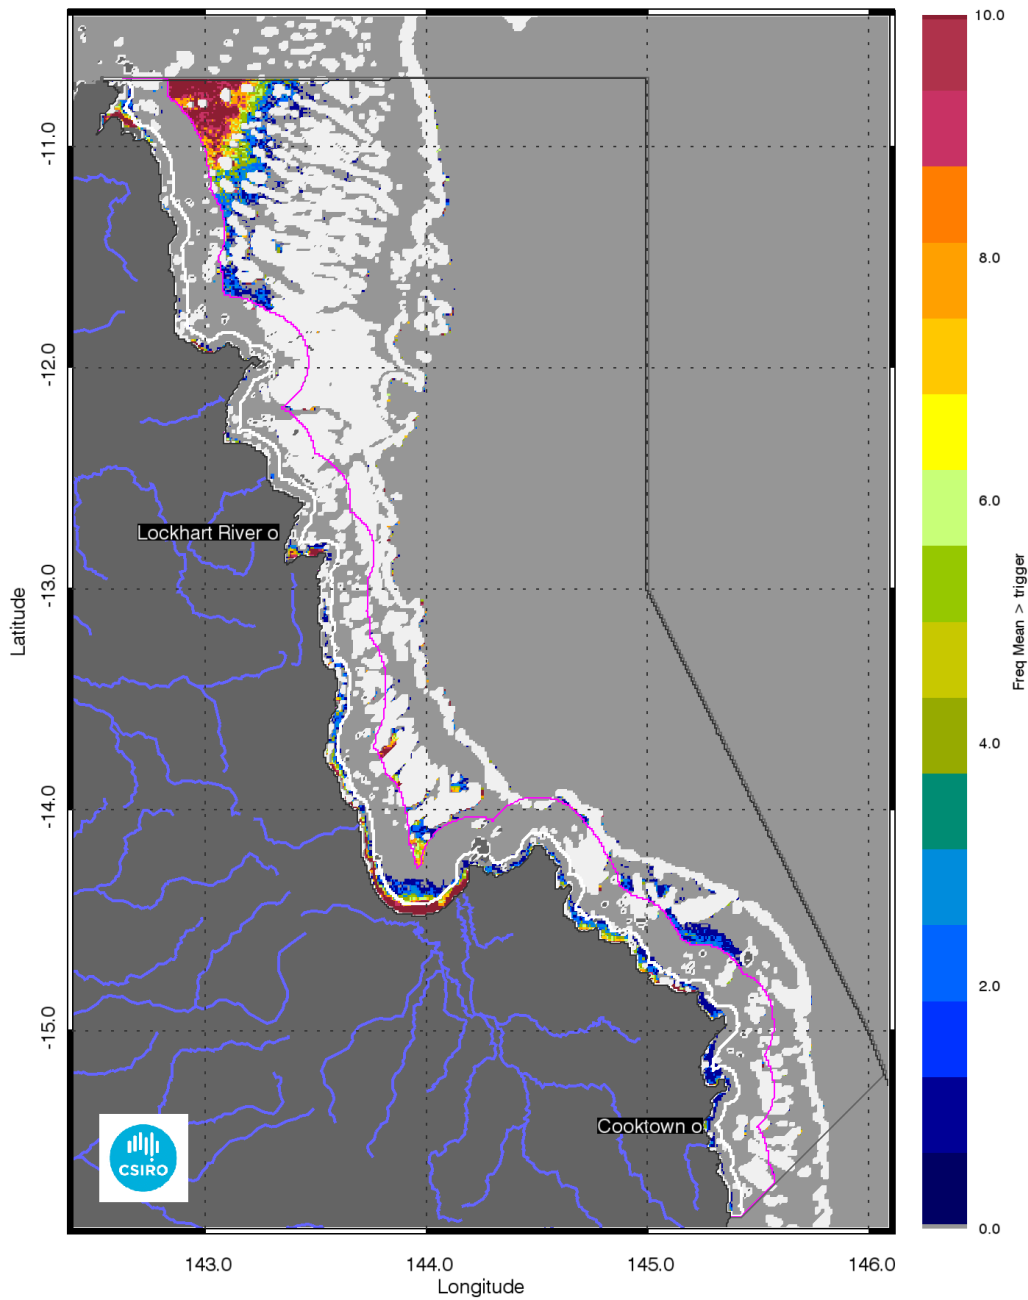 10.0
8.0
6.0
4.0
2.0
0.0
Freq Mean > trigger
-11.0
-12.0
-13.0
-14.0
-15.0
Latitude
Lockhart River o
Cooktown o
CSIRO
143.0 144.0 145.0 146.0
Longitude